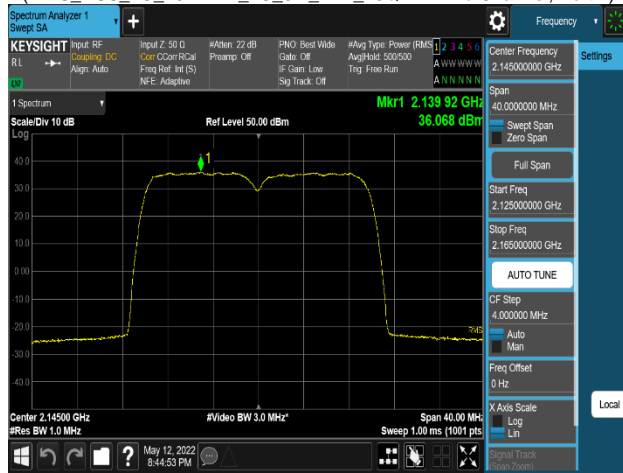 Spectrum Analyzer 1
Swept SA
Frequency
KEYSIGHT
RL
Input: RF
Coupling: DC
Align: Auto
Input Z: 50 Ω
Corr CCorr RCal
Freq Ref: Int (S)
NFE: Adaptive
#Atten: 22 dB
Preamp: Off
PNO: Best Wide
Gate: Off
IF Gain: Low
Sig Track: Off
#Avg Type: Power (RMS
Avg|Hold: 500/500
Trig: Free Run
1 2 3 4 5 6
A W W W W W
A N N N N N
1 Spectrum
Scale/Div 10 dB
Log
Ref Level 50.00 dBm
Mkr1 2.139 92 GHz
36.068 dBm
1
40.0
30.0
20.0
10.0
0.00
-10.0
-20.0
-30.0
-40.0
RMS
Center 2.14500 GHz
#Res BW 1.0 MHz
#Video BW 3.0 MHz*
Span 40.00 MHz
Sweep 1.00 ms (1001 pts)
May 12, 2022
8:44:53 PM
Center Frequency
2.145000000 GHz
Span
40.0000000 MHz
Swept Span
Zero Span
Full Span
Start Freq
2.125000000 GHz
Stop Freq
2.165000000 GHz
AUTO TUNE
CF Step
4.000000 MHz
Auto
Man
Freq Offset
0 Hz
X Axis Scale
Log
Lin
Signal Track
(Span Zoom)
Settings
Local